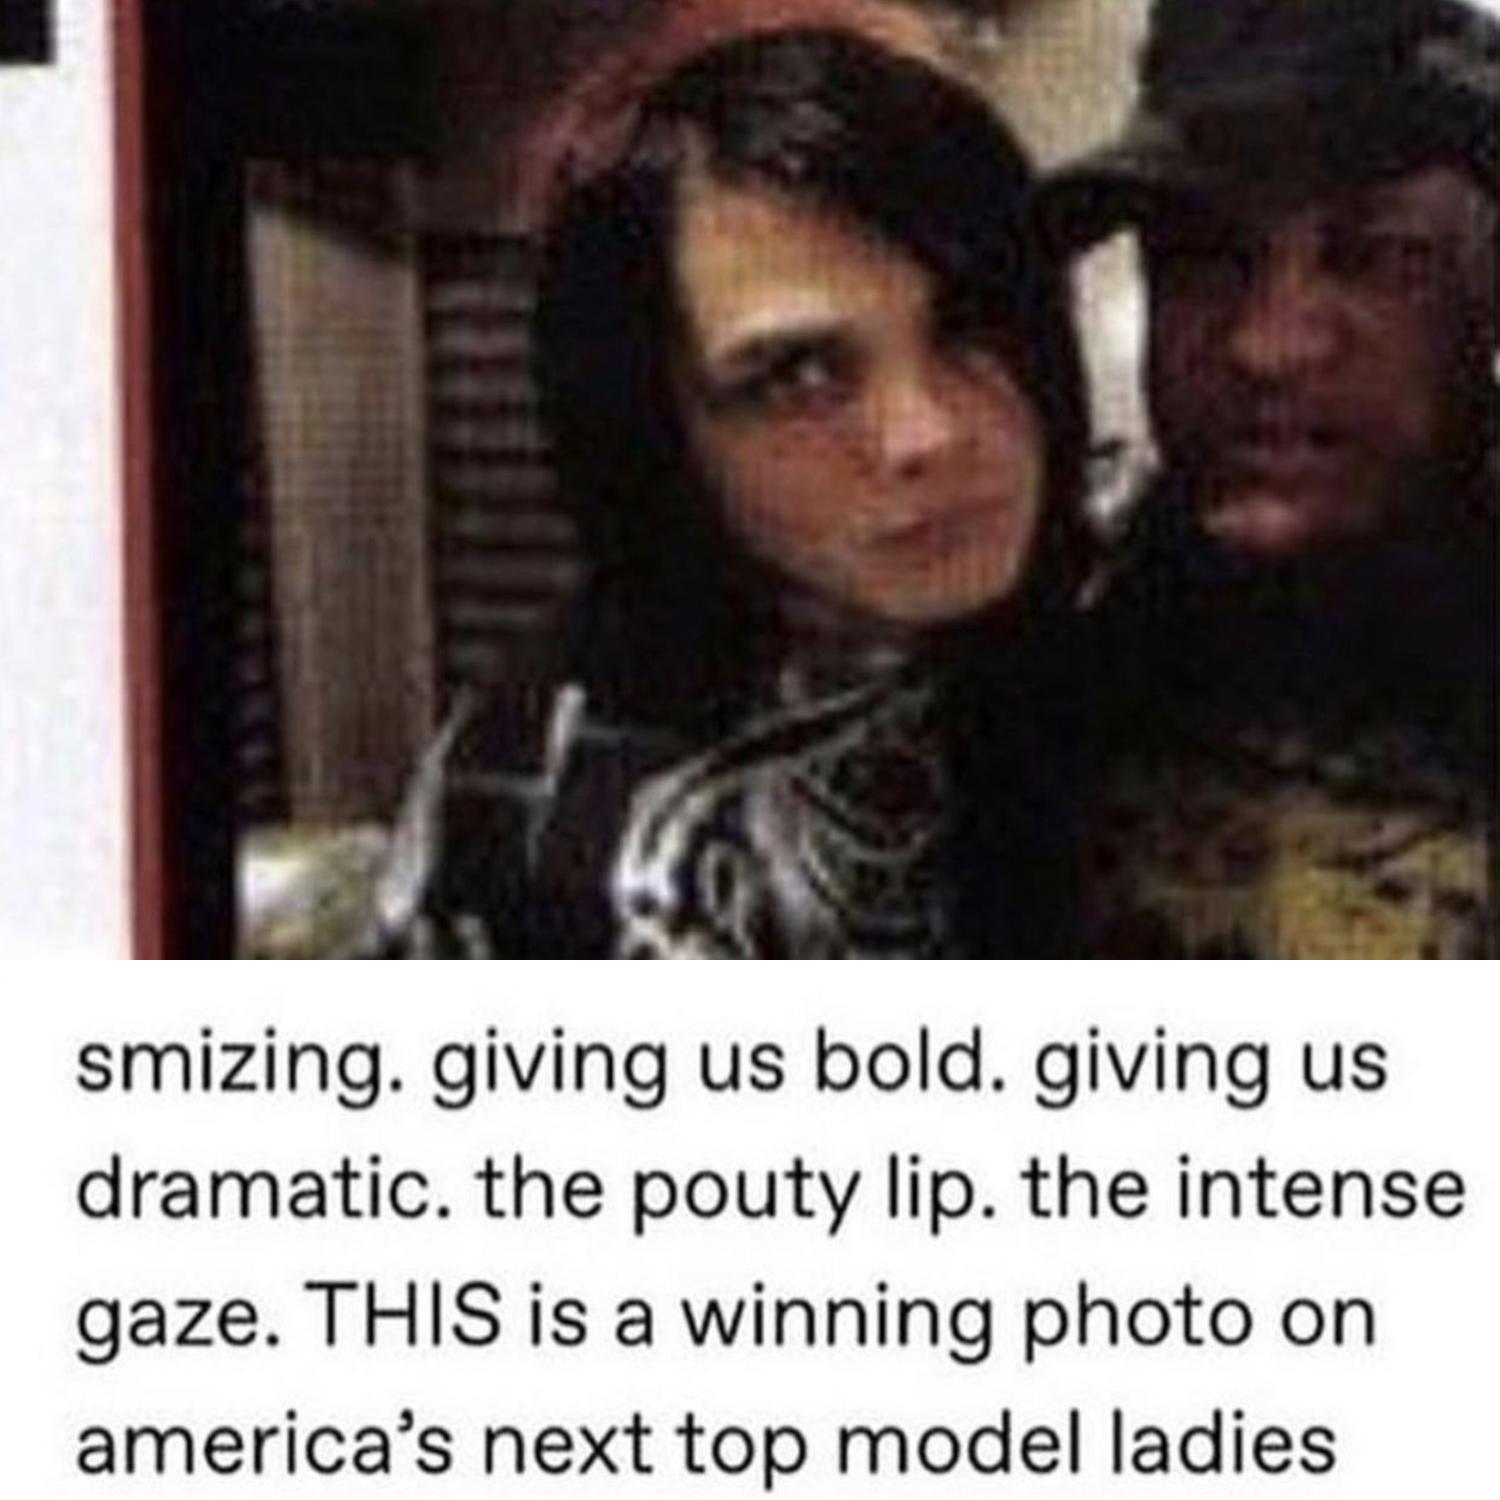 smizing. giving us bold. giving us
dramatic. the pouty lip. the intense
gaze. THIS is a winning photo on
america’s next top model ladies